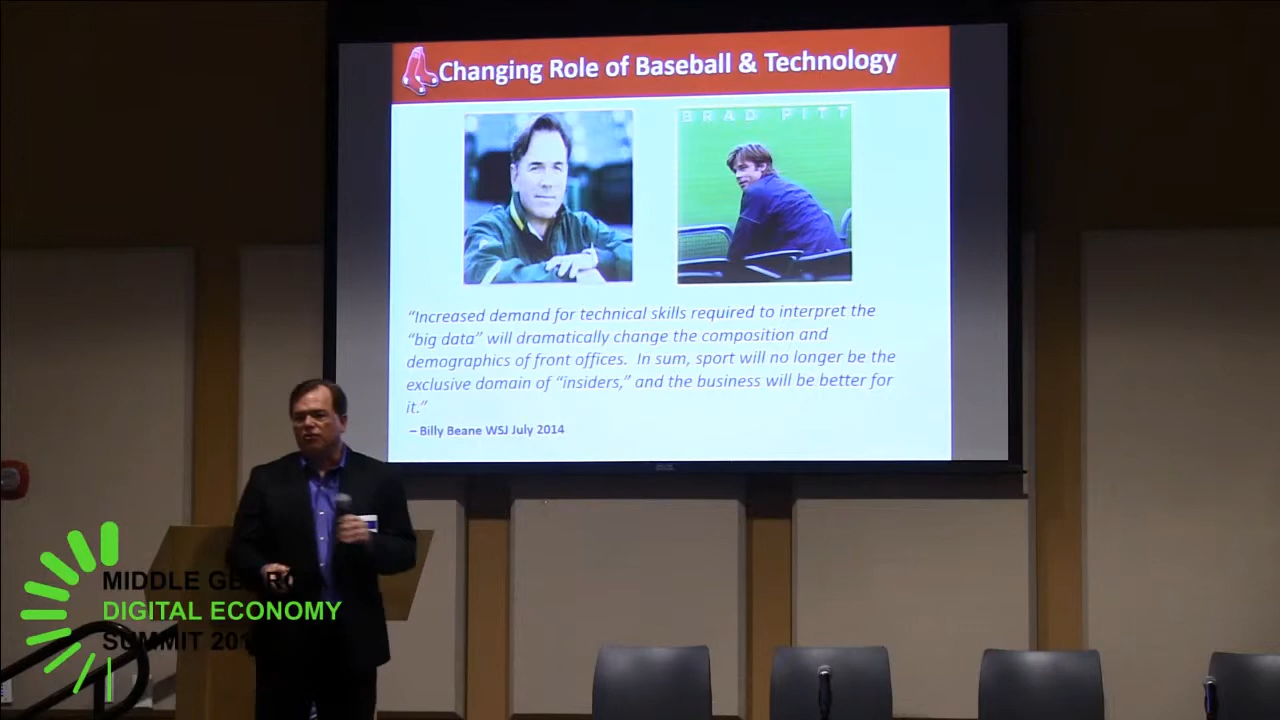 Changing Role of Baseball & Technology
BRAD PITT
“Increased demand for technical skills required to interpret the
“big data” will dramatically change the composition and
demographics of front offices. In sum, sport will no longer be the
exclusive domain of “insiders,” and the business will be better for
it.”
– Billy Beane WSJ July 2014
MIDDLE
DIGITAL ECONOMY
SUMMIT